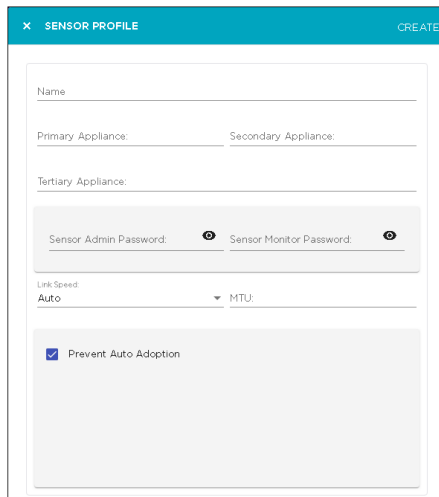 × SENSOR PROFILE CREATE
Name
Primary Appliance: Secondary Appliance:
Tertiary Appliance:
Sensor Admin Password: Sensor Monitor Password:
Link Speed:
Auto MTU:
Prevent Auto Adoption